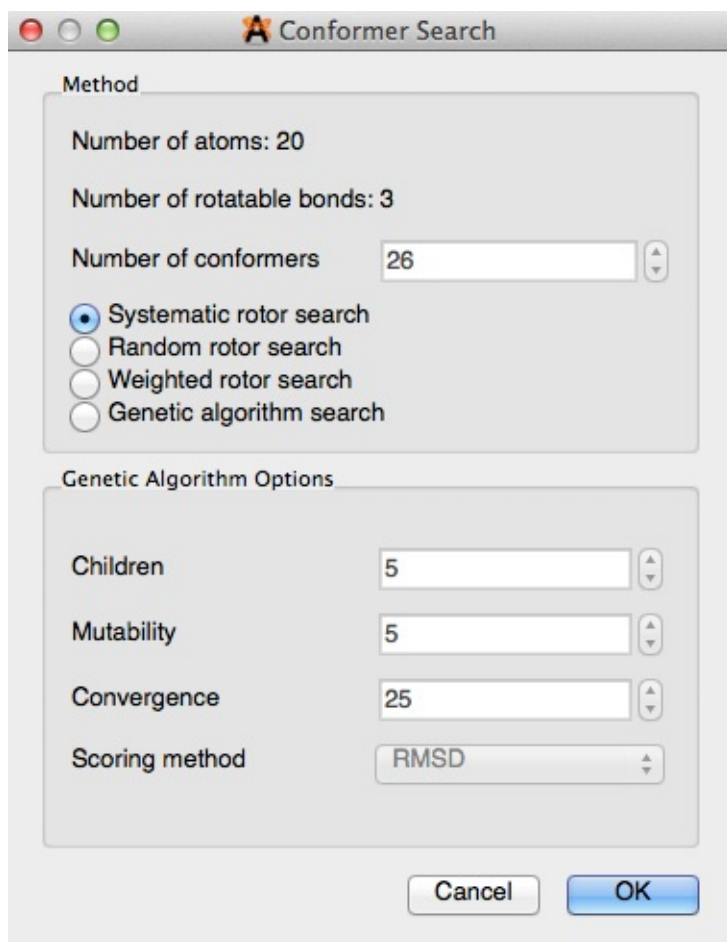 Conformer Search
Method
Number of atoms: 20
Number of rotatable bonds: 3
Number of conformers 26
Systematic rotor search
Random rotor search
Weighted rotor search
Genetic algorithm search
Genetic Algorithm Options
Children 5
Mutability 5
Convergence 25
Scoring method RMSD
Cancel OK